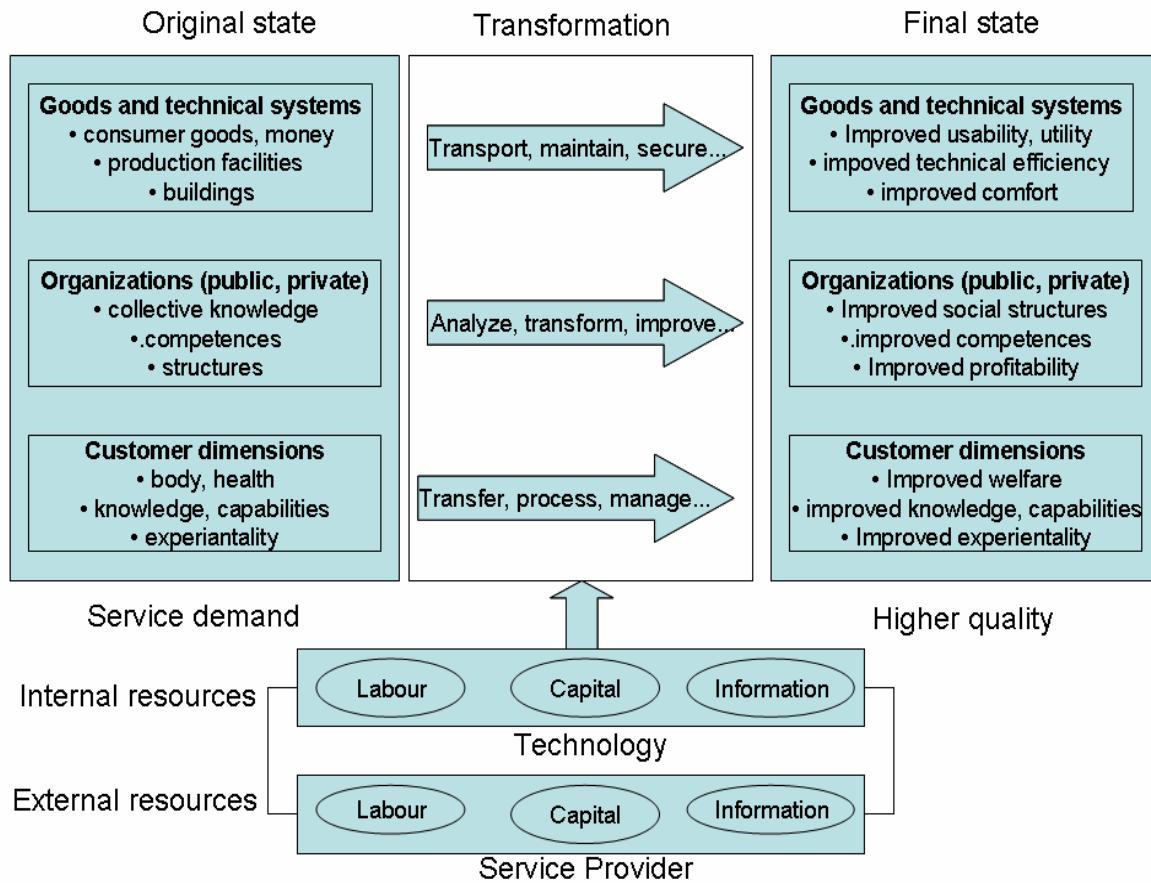 Original state
Transformation
Final state
Goods and technical systems
• consumer goods, money
• production facilities
• buildings
Transport, maintain, secure...
Goods and technical systems
• Improved usability, utility
• impoved technical efficiency
• improved comfort
Organizations (public, private)
• collective knowledge
•.competences
• structures
Analyze, transform, improve...
Organizations (public, private)
• Improved social structures
•.improved competences
• Improved profitability
Customer dimensions
• body, health
• knowledge, capabilities
• experiantality
Transfer, process, manage...
Customer dimensions
• Improved welfare
• improved knowledge, capabilities
• Improved experientality
Service demand
Higher quality
Internal resources
Labour
Capital
Information
Technology
External resources
Labour
Capital
Information
Service Provider